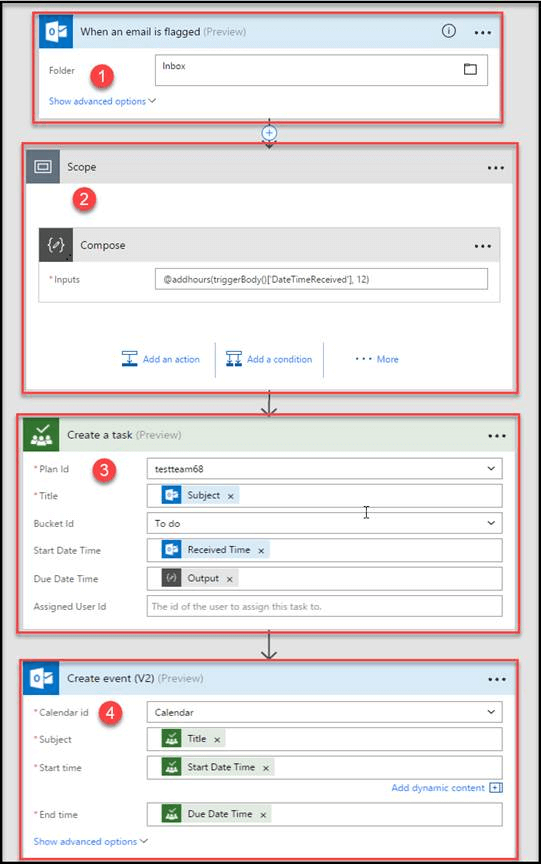 When an email is flagged (Preview)
1
Folder
Inbox
Show advanced options
Scope
2
Compose
* Inputs
@addhours(triggerBody()['DateTimeReceived'], 12)
Add an action
Add a condition
More
Create a task (Preview)
3
* Plan Id
testteam68
* Title
Subject ×
Bucket Id
To do
Start Date Time
Received Time ×
Due Date Time
Output ×
Assigned User Id
The id of the user to assign this task to.
Create event (V2) (Preview)
4
* Calendar id
Calendar
* Subject
Title ×
* Start time
Start Date Time ×
Add dynamic content
* End time
Due Date Time ×
Show advanced options